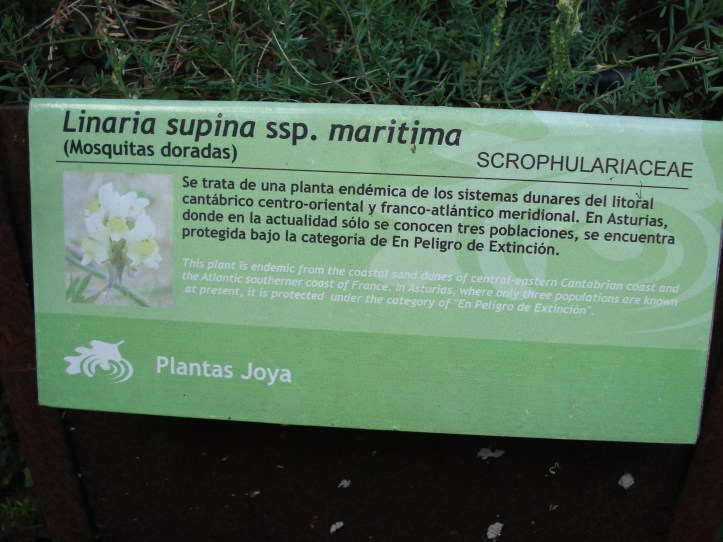 Linaria supina ssp. maritima
(Mosquitas doradas)
SCROPHULARIACEAE
Se trata de una planta endémica de los sistemas dunares del litoral
cantábrico centro-oriental y franco-atlántico meridional. En Asturias,
donde en la actualidad sólo se conocen tres poblaciones, se encuentra
protegida bajo la categoría de En Peligro de Extinción.
This plant is endemic from the coastal sand dunes of central-eastern Cantabrian coast and
the Atlantic southerner coast of France. In Asturias, where only three populations are known
at present, it is protected under the category of "En Peligro de Extinción".
Plantas Joya